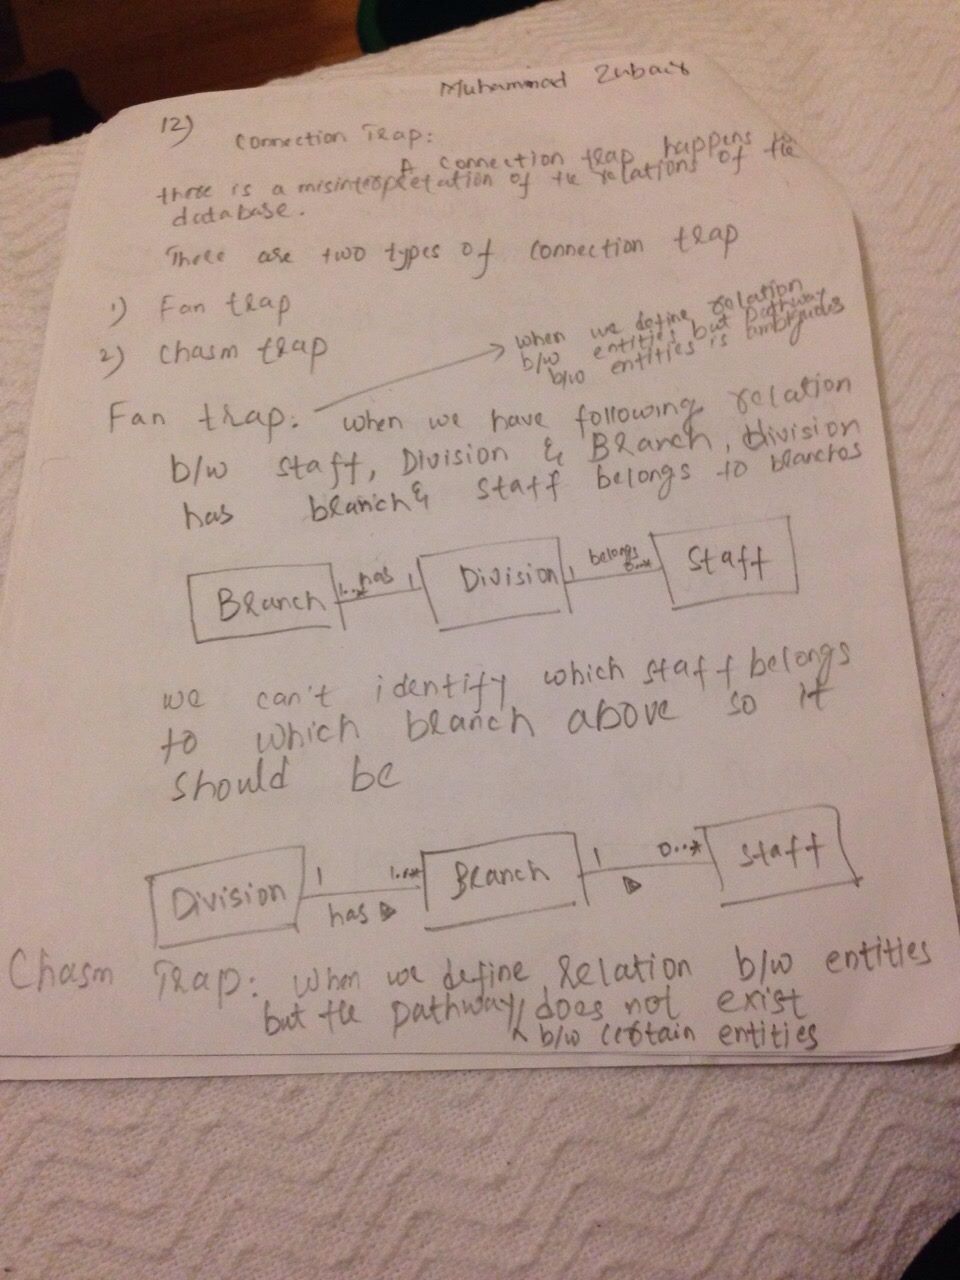 Muhammad Zubair
12)
Connection Trap:
A connection trap happens
there is a misinterpretation of the relations of the
database.
There are two types of connection trap
1) Fan trap
2) Chasm trap
when we define relation
b/w entities but pathway
b/w entities is ambiguous
Fan trap: when we have following relation
b/w staff, Division & Branch, division
has branch & staff belongs to branches
Branch 1..* has 1 Division 1 belongs 0..* Staff
we can't identify which staff belongs
to which branch above so it
should be
Division 1 has ▷ 1..* Branch 1 ▷ 0..* Staff
Chasm Trap: when we define Relation b/w entities
but the pathway does not exist
b/w certain entities